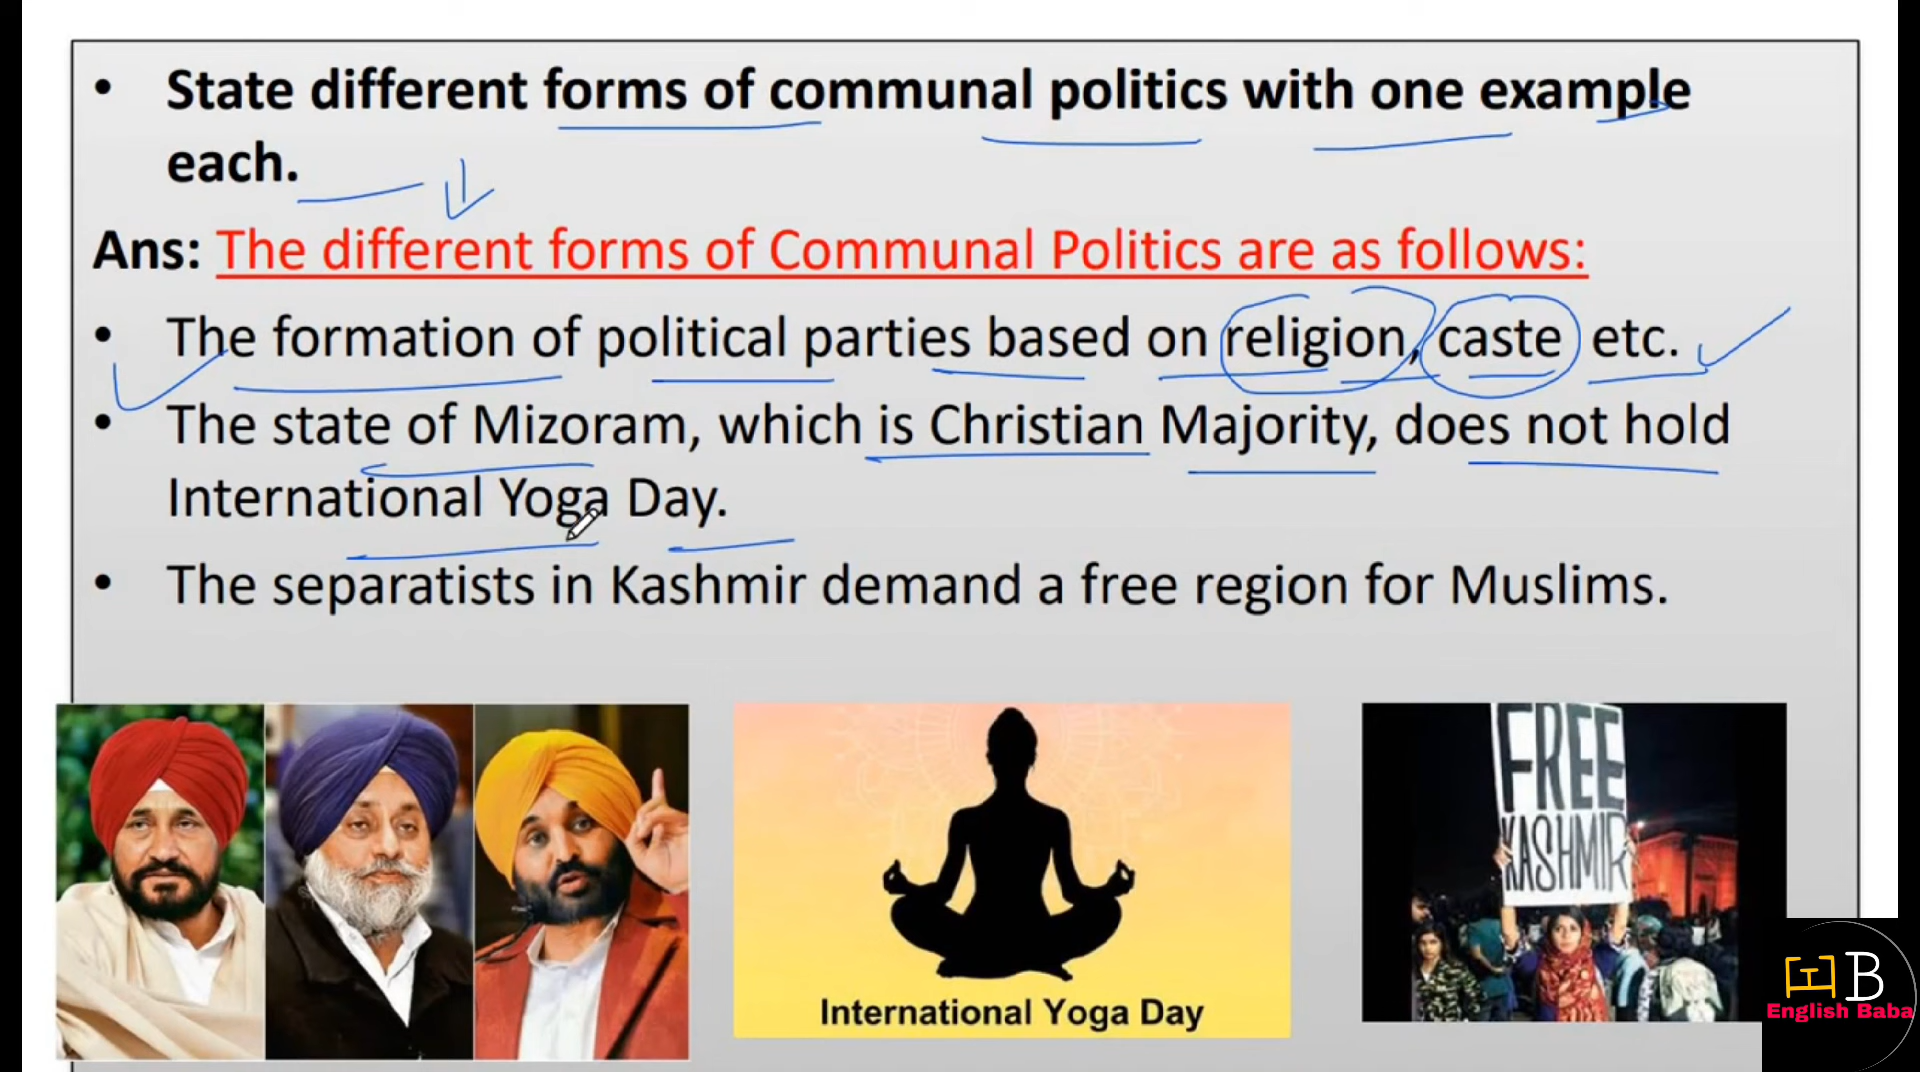 • State different forms of communal politics with one example
each.
Ans: The different forms of Communal Politics are as follows:
• The formation of political parties based on religion, caste etc.
• The state of Mizoram, which is Christian Majority, does not hold
International Yoga Day.
• The separatists in Kashmir demand a free region for Muslims.
International Yoga Day
FREE
KASHMIR
B
English Baba